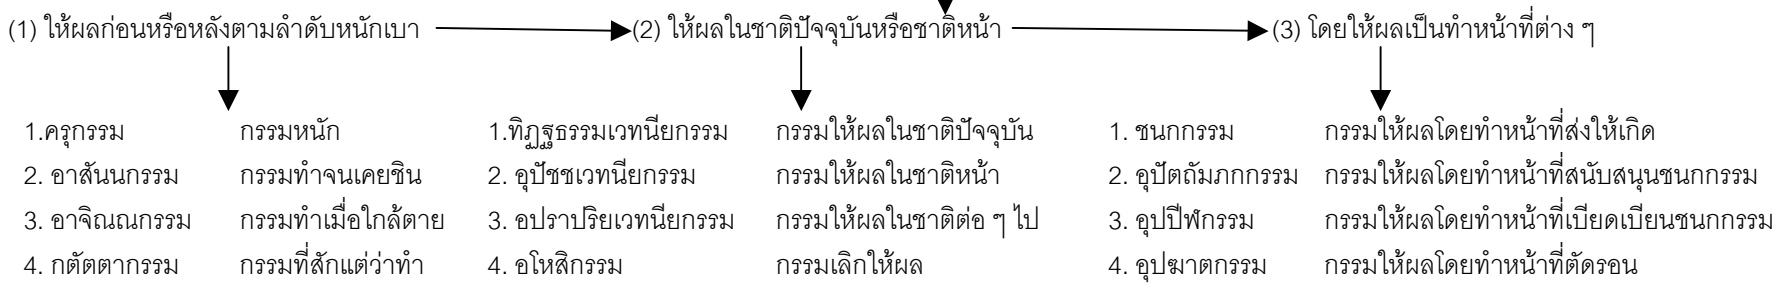 (1) ให้ผลก่อนหรือหลังตามลำดับหนักเบา (2) ให้ผลในชาติปัจจุบันหรือชาติหน้า (3) โดยให้ผลเป็นทำหน้าที่ต่าง ๆ
1.ครุกรรม กรรมหนัก 1.ทิฏฐธรรมเวทนียกรรม กรรมให้ผลในชาติปัจจุบัน 1. ชนกกรรม กรรมให้ผลโดยทำหน้าที่ส่งให้เกิด
2. อาสันนกรรม กรรมทำจนเคยชิน 2. อุปัชชเวทนียกรรม กรรมให้ผลในชาติหน้า 2. อุปัตถัมภกกรรม กรรมให้ผลโดยทำหน้าที่สนับสนุนชนกกรรม
3. อาจิณณกรรม กรรมทำเมื่อใกล้ตาย 3. อปราปริยเวทนียกรรม กรรมให้ผลในชาติต่อ ๆ ไป 3. อุปปีฬกรรม กรรมให้ผลโดยทำหน้าที่เบียดเบียนชนกกรรม
4. กตัตตากรรม กรรมที่สักแต่ว่าทำ 4. อโหสิกรรม กรรมเลิกให้ผล 4. อุปฆาตกรรม กรรมให้ผลโดยทำหน้าที่ตัดรอน